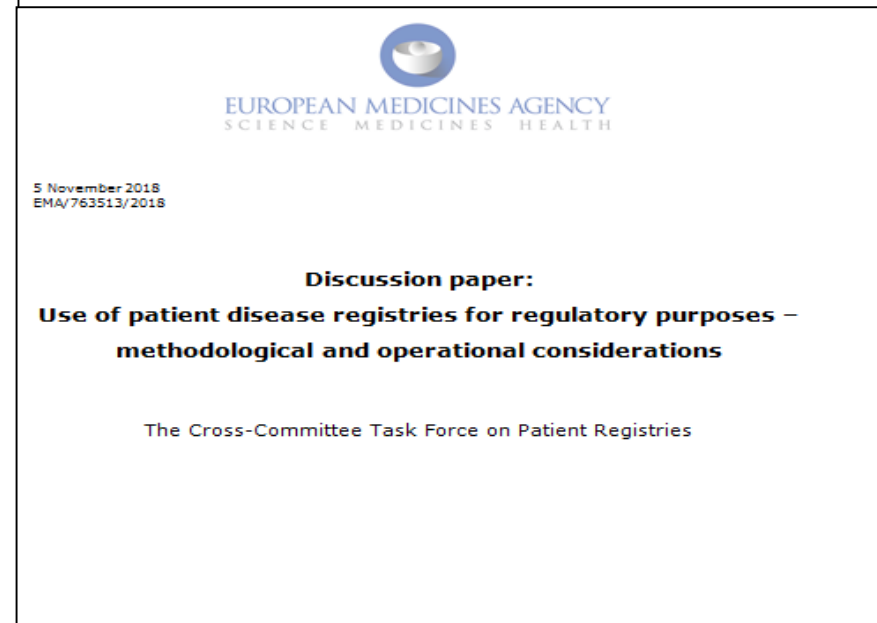 EUROPEAN MEDICINES AGENCY
SCIENCE MEDICINES HEALTH
5 November 2018
EMA/763513/2018
Discussion paper:
Use of patient disease registries for regulatory purposes –
methodological and operational considerations
The Cross-Committee Task Force on Patient Registries